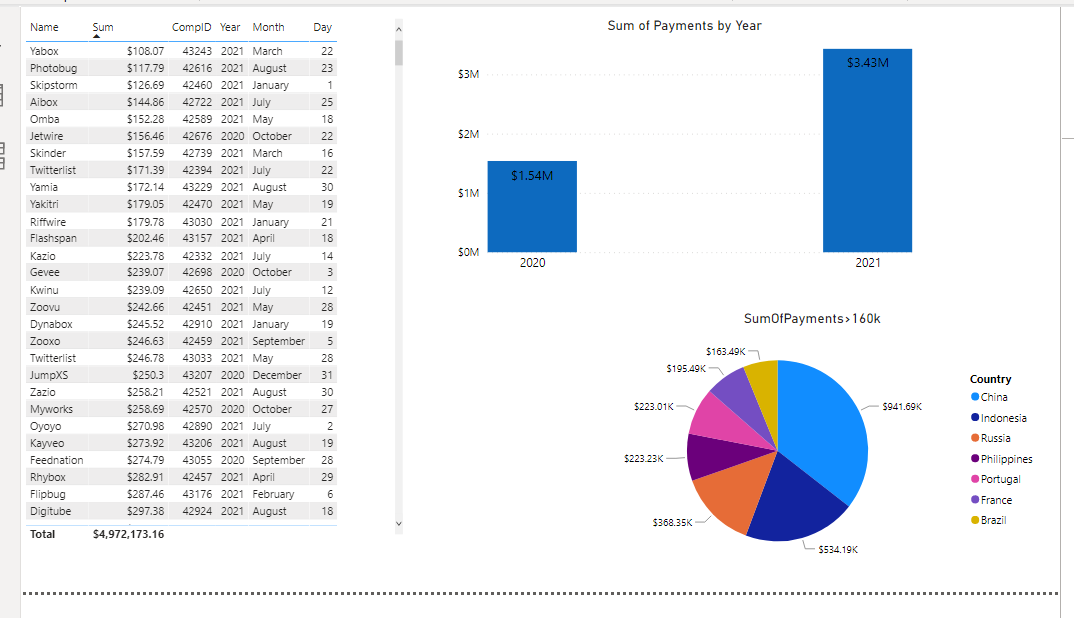 Name Sum CompID Year Month Day
Yabox $108.07 43243 2021 March 22
Photobug $117.79 42616 2021 August 23
Skipstorm $126.69 42460 2021 January 1
Aibox $144.86 42722 2021 July 25
Omba $152.28 42589 2021 May 18
Jetwire $156.46 42676 2020 October 22
Skinder $157.59 42739 2021 March 16
Twitterlist $171.39 42394 2021 July 22
Yamia $172.14 43229 2021 August 30
Yakitri $179.05 42470 2021 May 19
Riffwire $179.78 43030 2021 January 21
Flashspan $202.46 43157 2021 April 18
Kazio $223.78 42332 2021 July 14
Gevee $239.07 42698 2020 October 3
Kwinu $239.09 42650 2021 July 12
Zoovu $242.66 42451 2021 May 28
Dynabox $245.52 42910 2021 January 19
Zooxo $246.63 42459 2021 September 5
Twitterlist $246.78 43033 2021 May 28
JumpXS $250.3 43207 2020 December 31
Zazio $258.21 42521 2021 August 30
Myworks $258.69 42570 2020 October 27
Oyoyo $270.98 42890 2021 July 2
Kayveo $273.92 43206 2021 August 19
Feednation $274.79 43055 2020 September 28
Rhybox $282.91 42457 2021 April 29
Flipbug $287.46 43176 2021 February 6
Digitube $297.38 42924 2021 August 18
Total $4,972,173.16
Sum of Payments by Year
$3M
$2M
$1M
$0M
$1.54M
$3.43M
2020
2021
SumOfPayments>160k
$163.49K
$195.49K
$223.01K
$223.23K
$368.35K
$941.69K
$534.19K
Country
China
Indonesia
Russia
Philippines
Portugal
France
Brazil